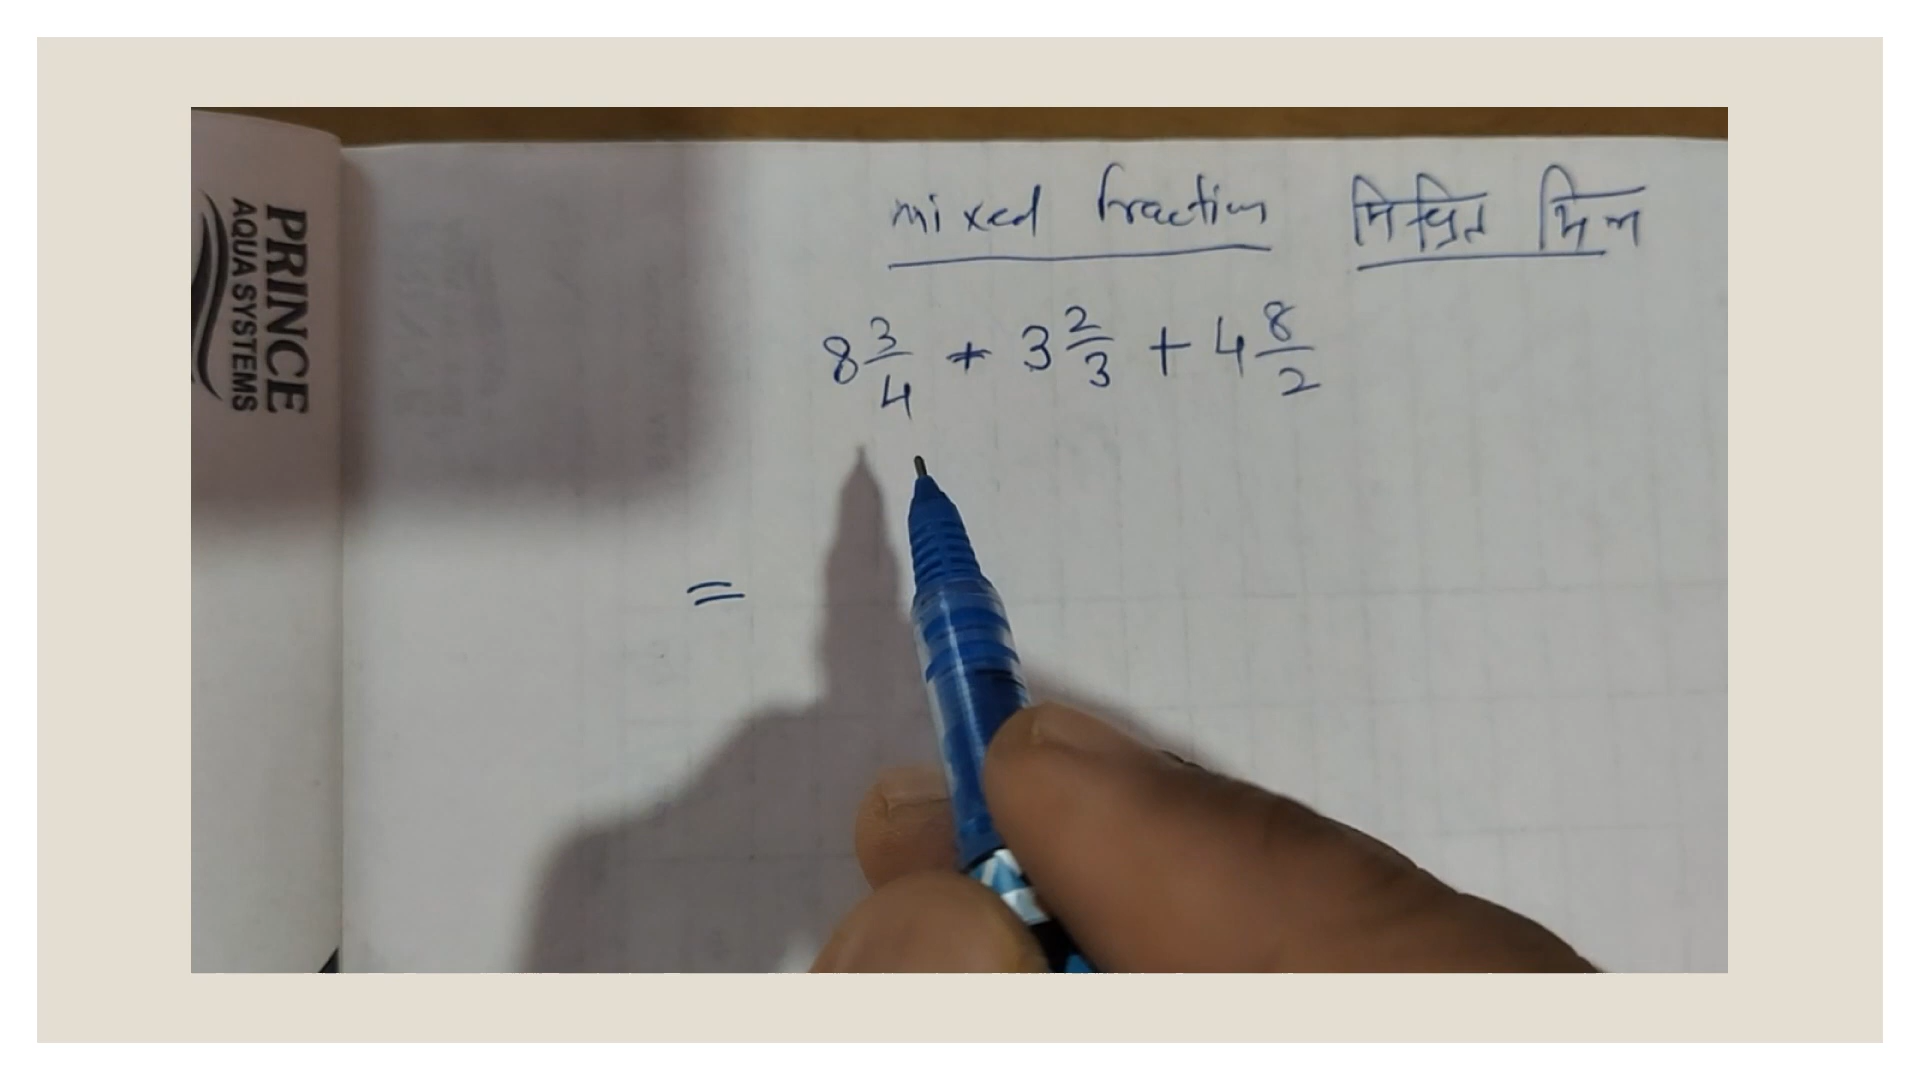 PRINCE
AQUA SYSTEMS
mixed fraction मिश्रित भिन्न
8 3/4 + 3 2/3 + 4 8/2
=